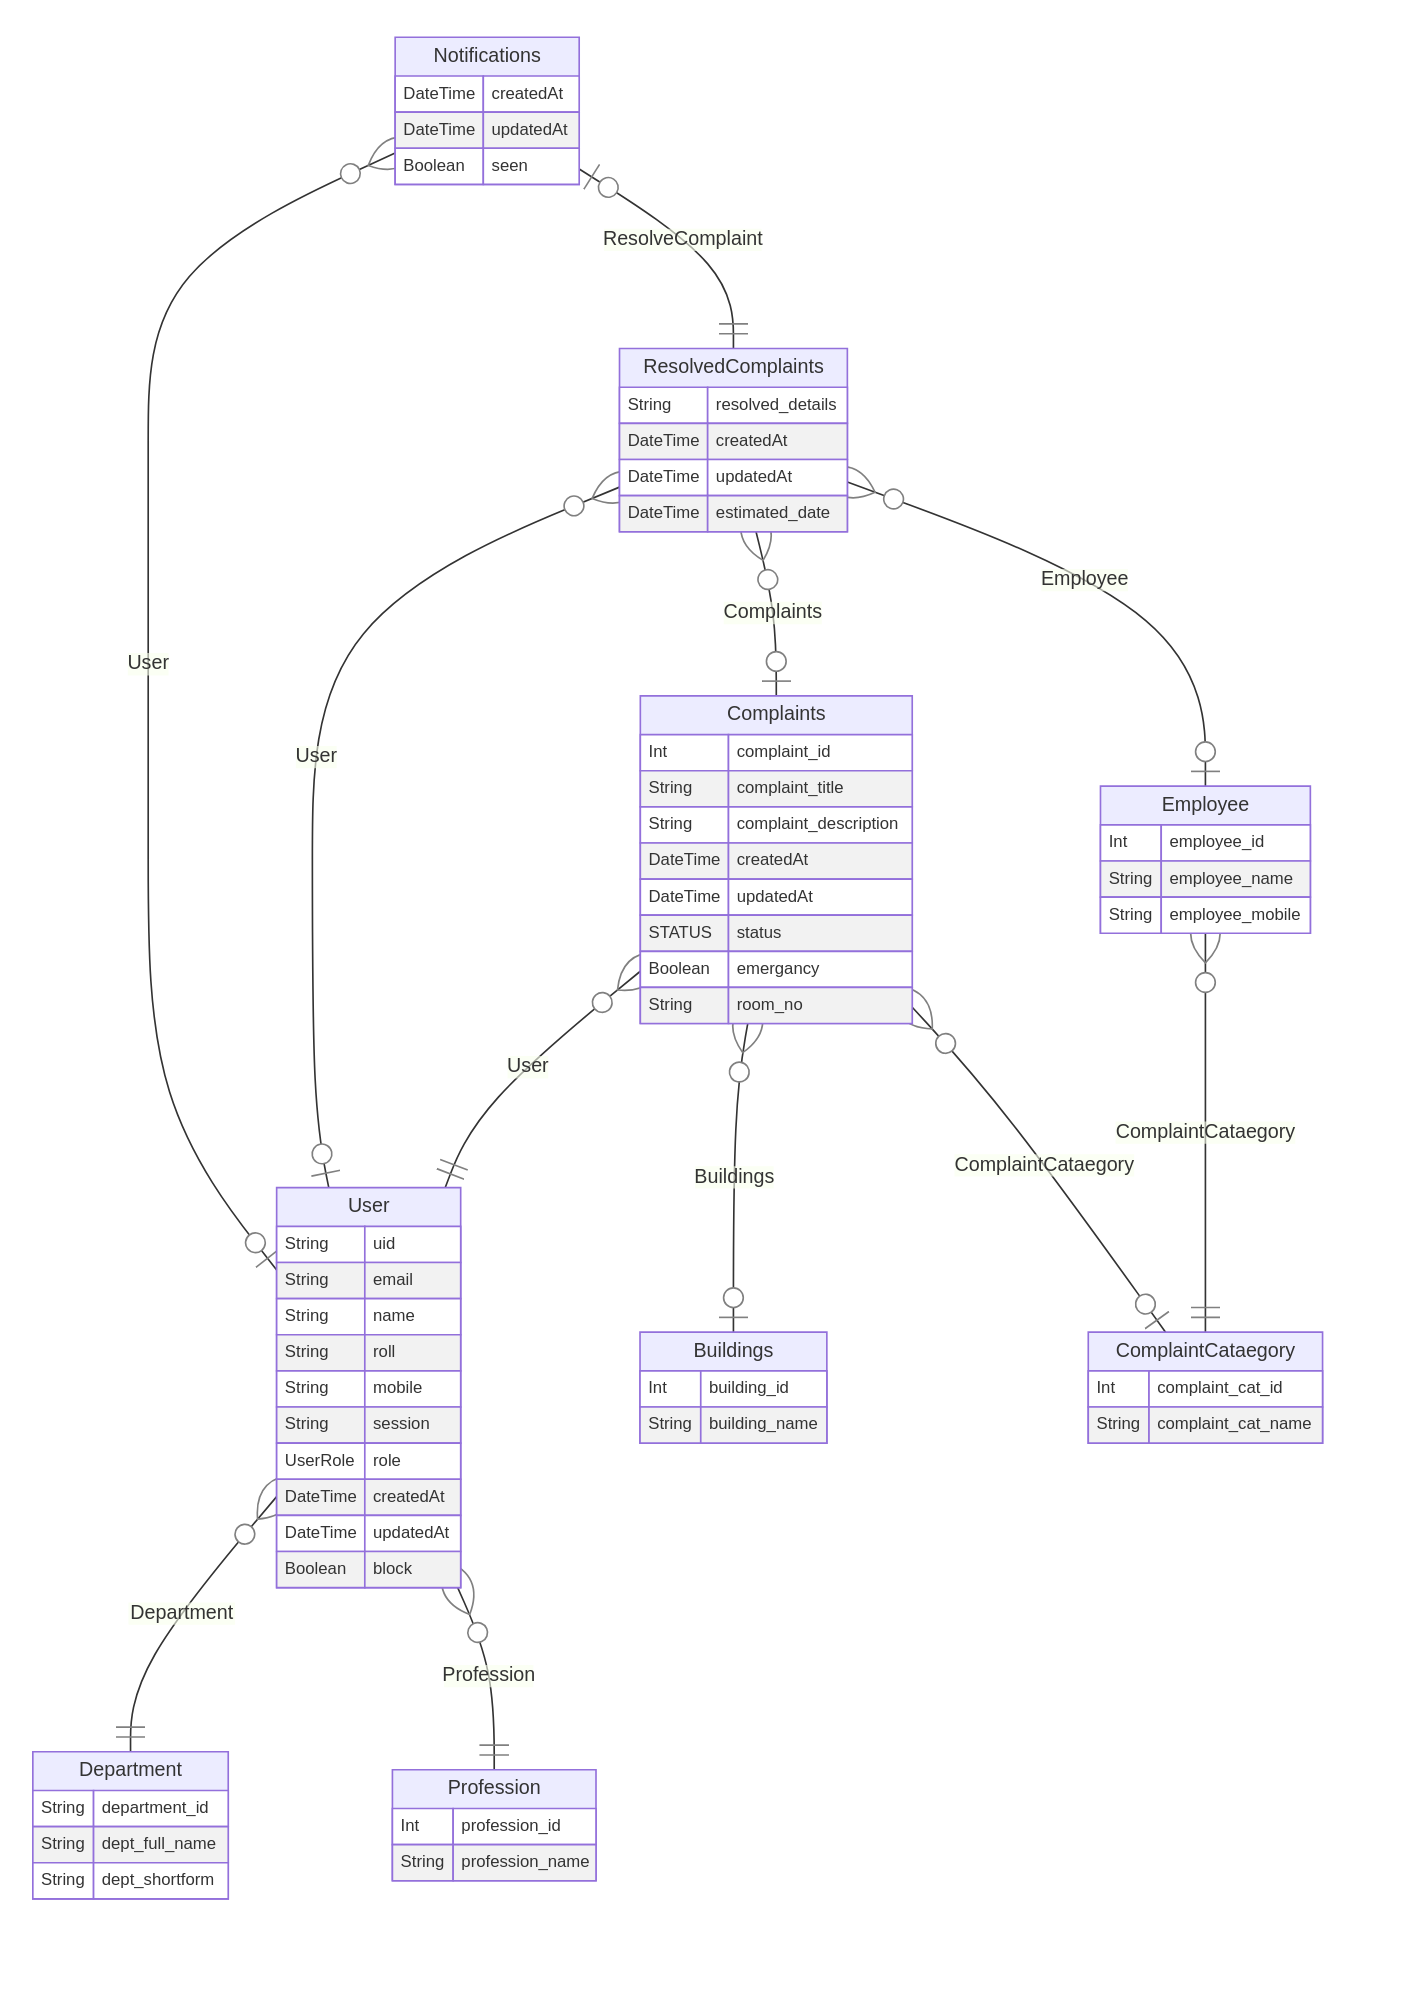 Notifications
DateTime createdAt
DateTime updatedAt
Boolean seen
ResolveComplaint
ResolvedComplaints
String resolved_details
DateTime createdAt
DateTime updatedAt
DateTime estimated_date
Employee
Complaints
User
User
Complaints
Int complaint_id
String complaint_title
String complaint_description
DateTime createdAt
DateTime updatedAt
STATUS status
Boolean emergancy
String room_no
Employee
Int employee_id
String employee_name
String employee_mobile
User
Buildings
ComplaintCataegory
ComplaintCataegory
User
String uid
String email
String name
String roll
String mobile
String session
UserRole role
DateTime createdAt
DateTime updatedAt
Boolean block
Buildings
Int building_id
String building_name
ComplaintCataegory
Int complaint_cat_id
String complaint_cat_name
Department
Profession
Department
String department_id
String dept_full_name
String dept_shortform
Profession
Int profession_id
String profession_name